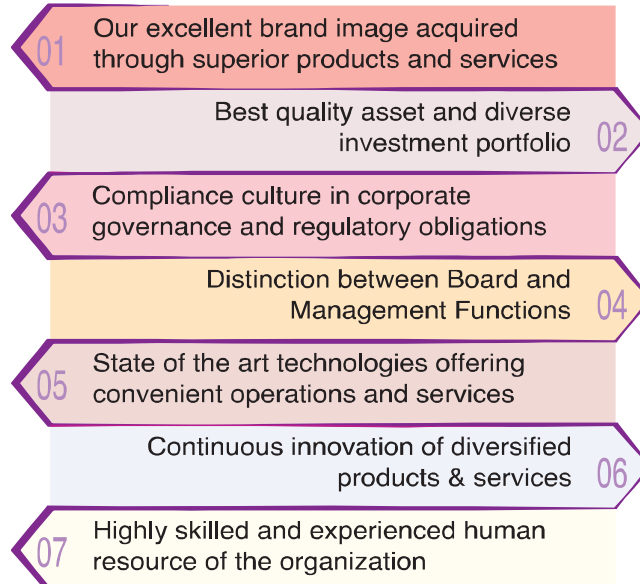 01
Our excellent brand image acquired
through superior products and services
Best quality asset and diverse
investment portfolio
02
03
Compliance culture in corporate
governance and regulatory obligations
Distinction between Board and
Management Functions
04
05
State of the art technologies offering
convenient operations and services
Continuous innovation of diversified
products & services
06
07
Highly skilled and experienced human
resource of the organization